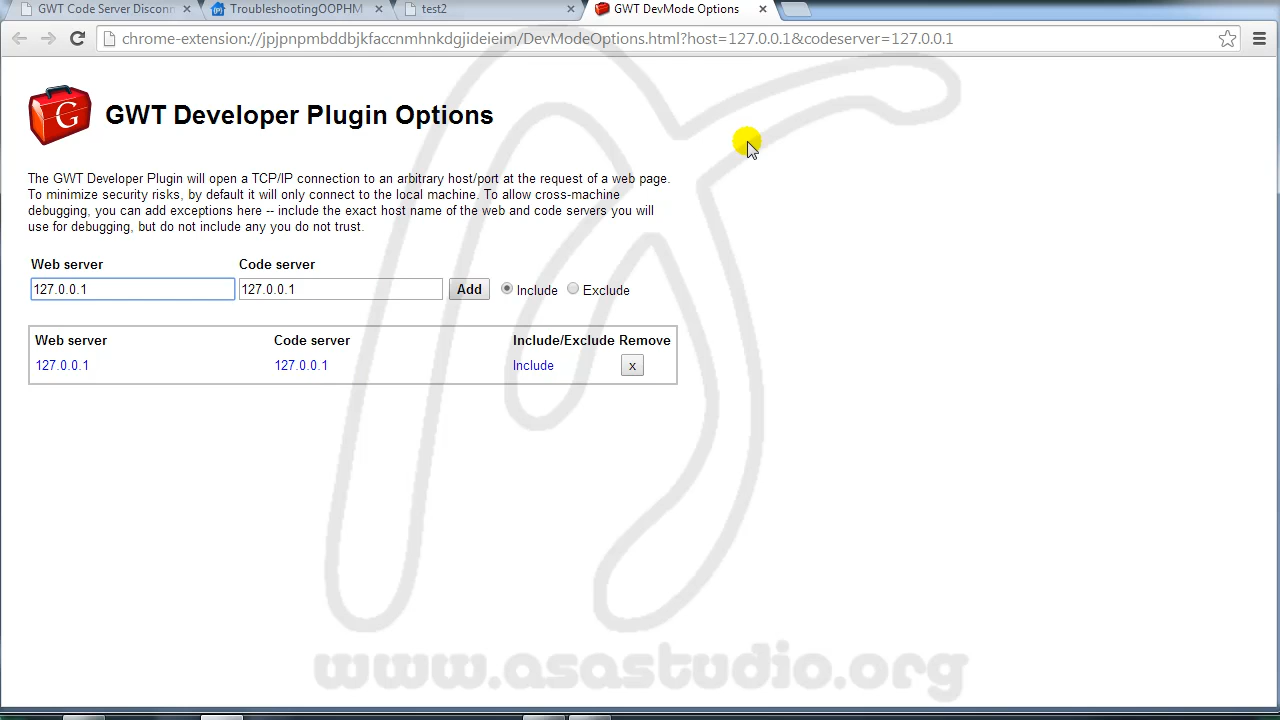 GWT Code Server Disconn
TroubleshootingOOPHM
test2
GWT DevMode Options
chrome-extension://jpjpnpmbddbjkfaccnmhnkdgjideieim/DevModeOptions.html?host=127.0.0.1&codeserver=127.0.0.1
G
GWT Developer Plugin Options
The GWT Developer Plugin will open a TCP/IP connection to an arbitrary host/port at the request of a web page.
To minimize security risks, by default it will only connect to the local machine. To allow cross-machine
debugging, you can add exceptions here -- include the exact host name of the web and code servers you will
use for debugging, but do not include any you do not trust.
Web server Code server
127.0.0.1 127.0.0.1 Add Include Exclude
Web server Code server Include/Exclude Remove
127.0.0.1 127.0.0.1 Include x
www.asastudio.org